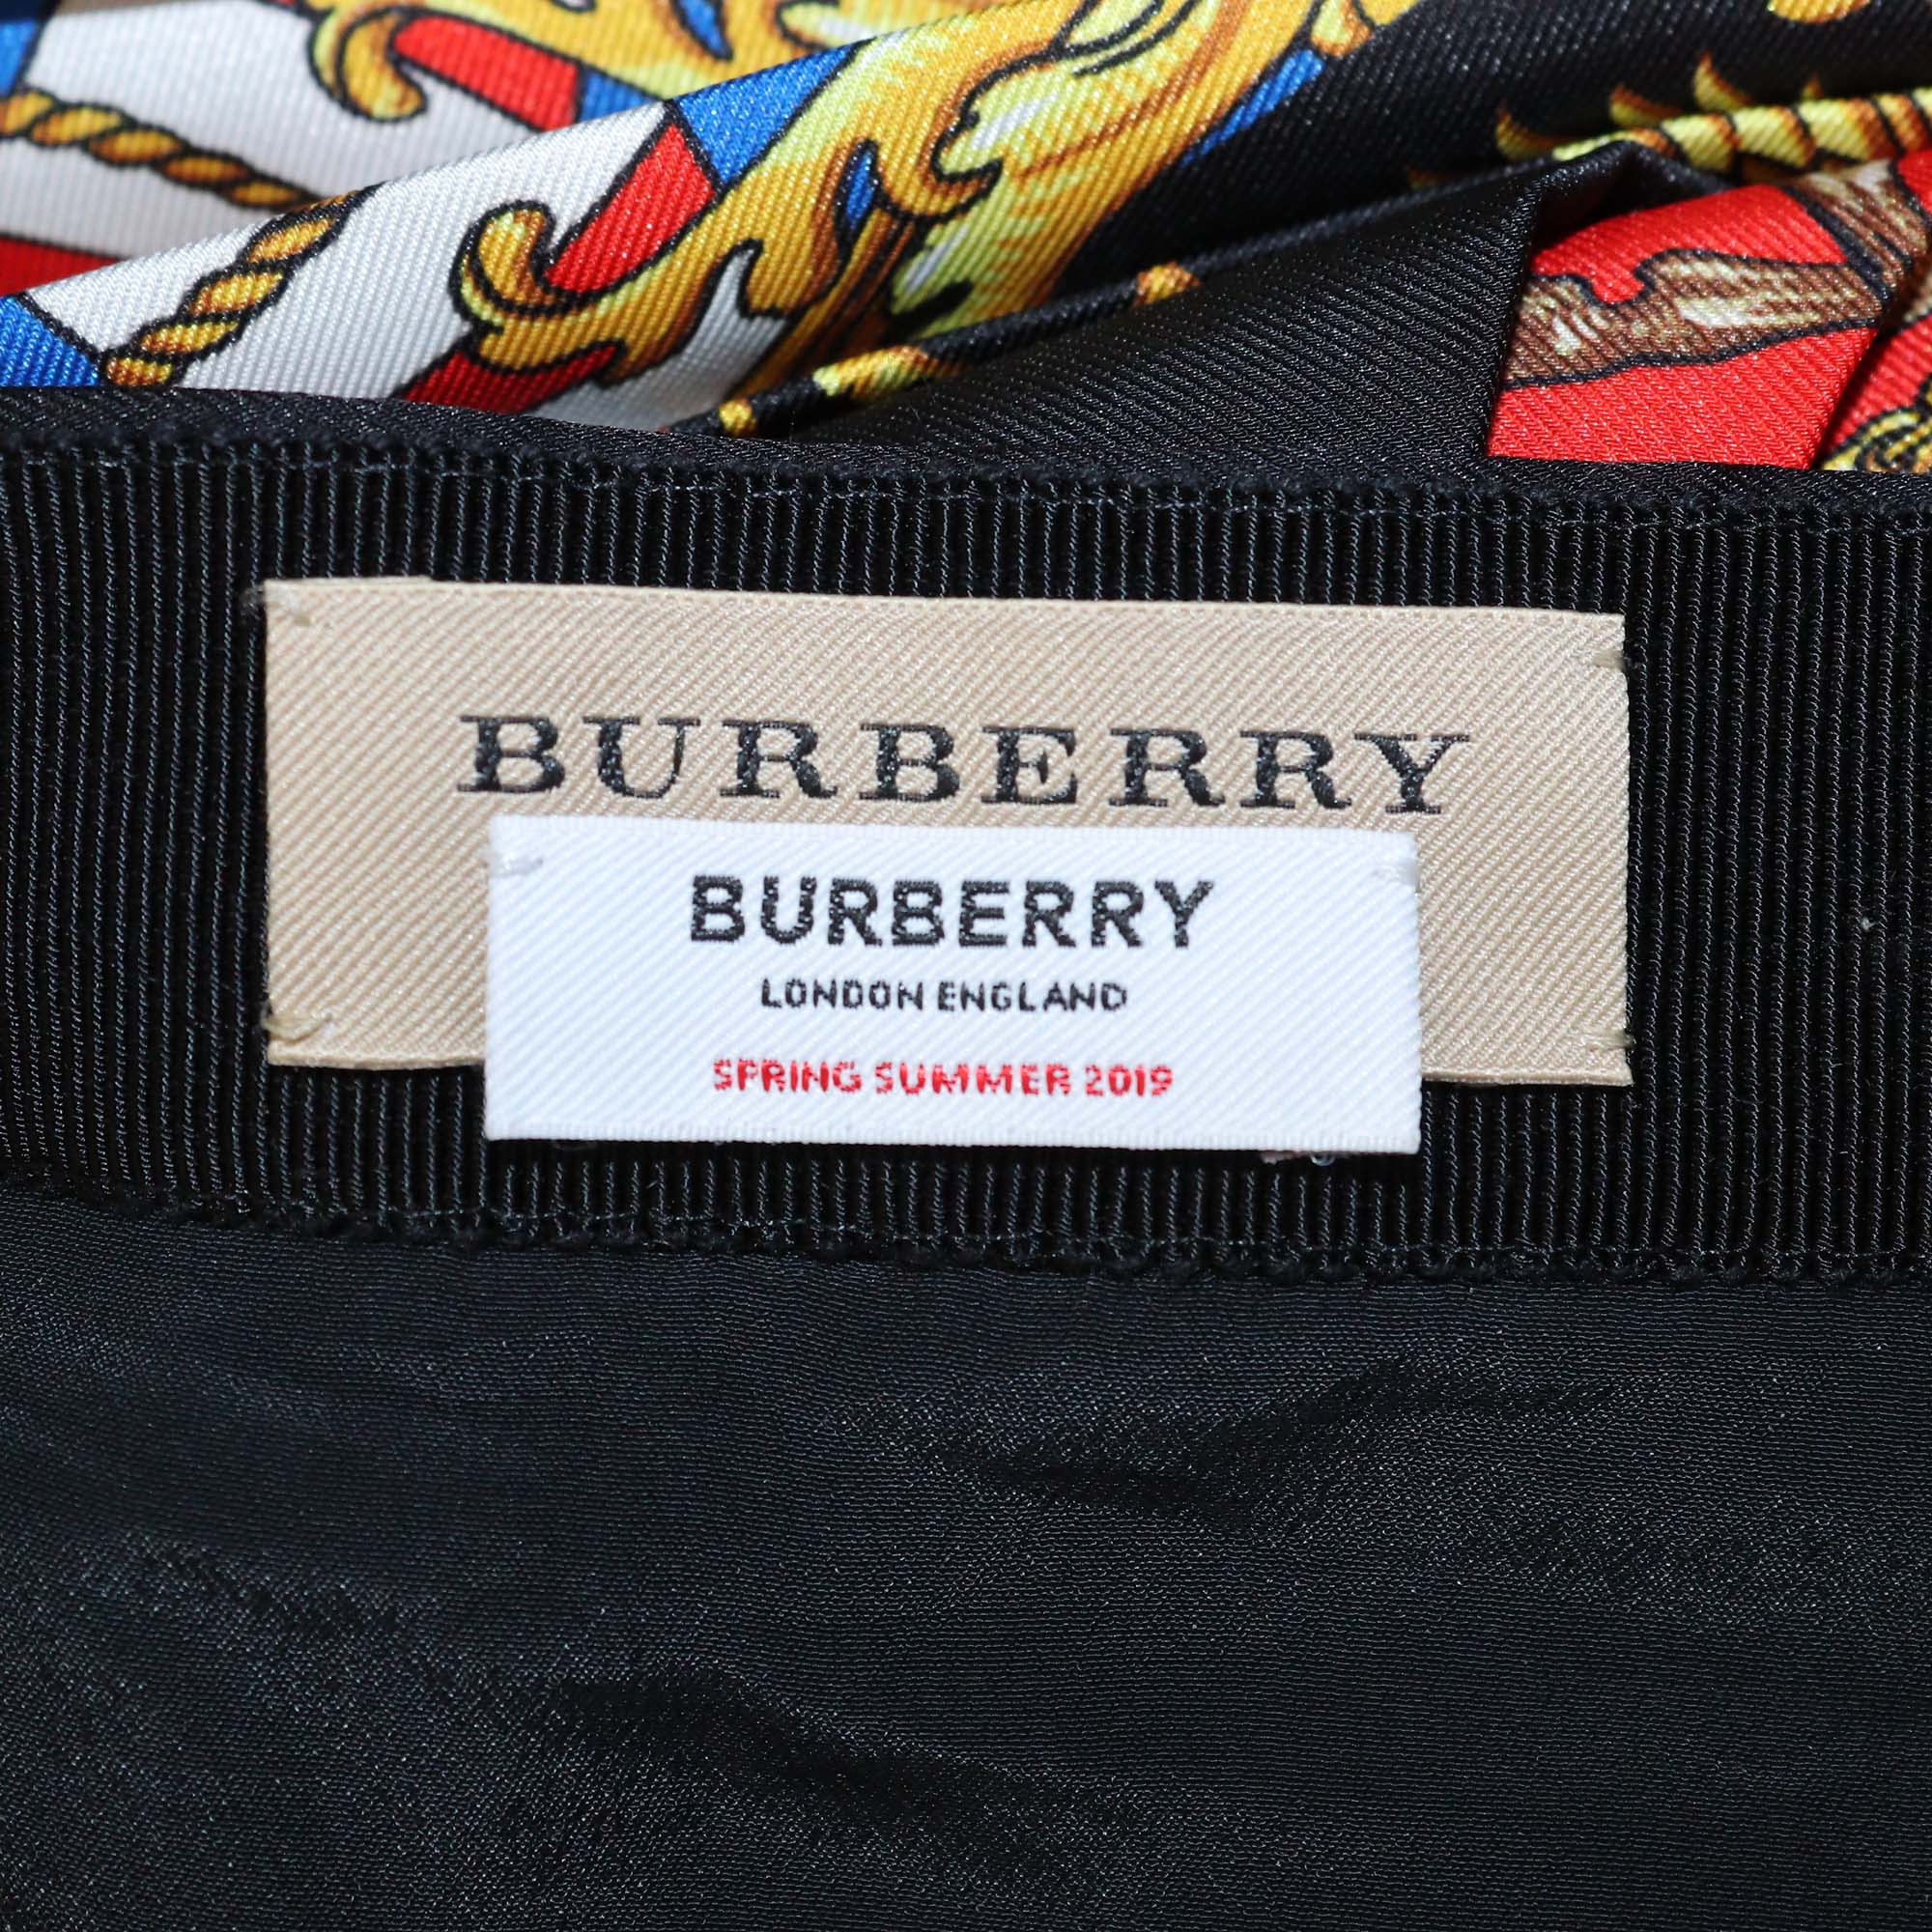 BURBERRY
BURBERRY
LONDON ENGLAND
SPRING SUMMER 2019